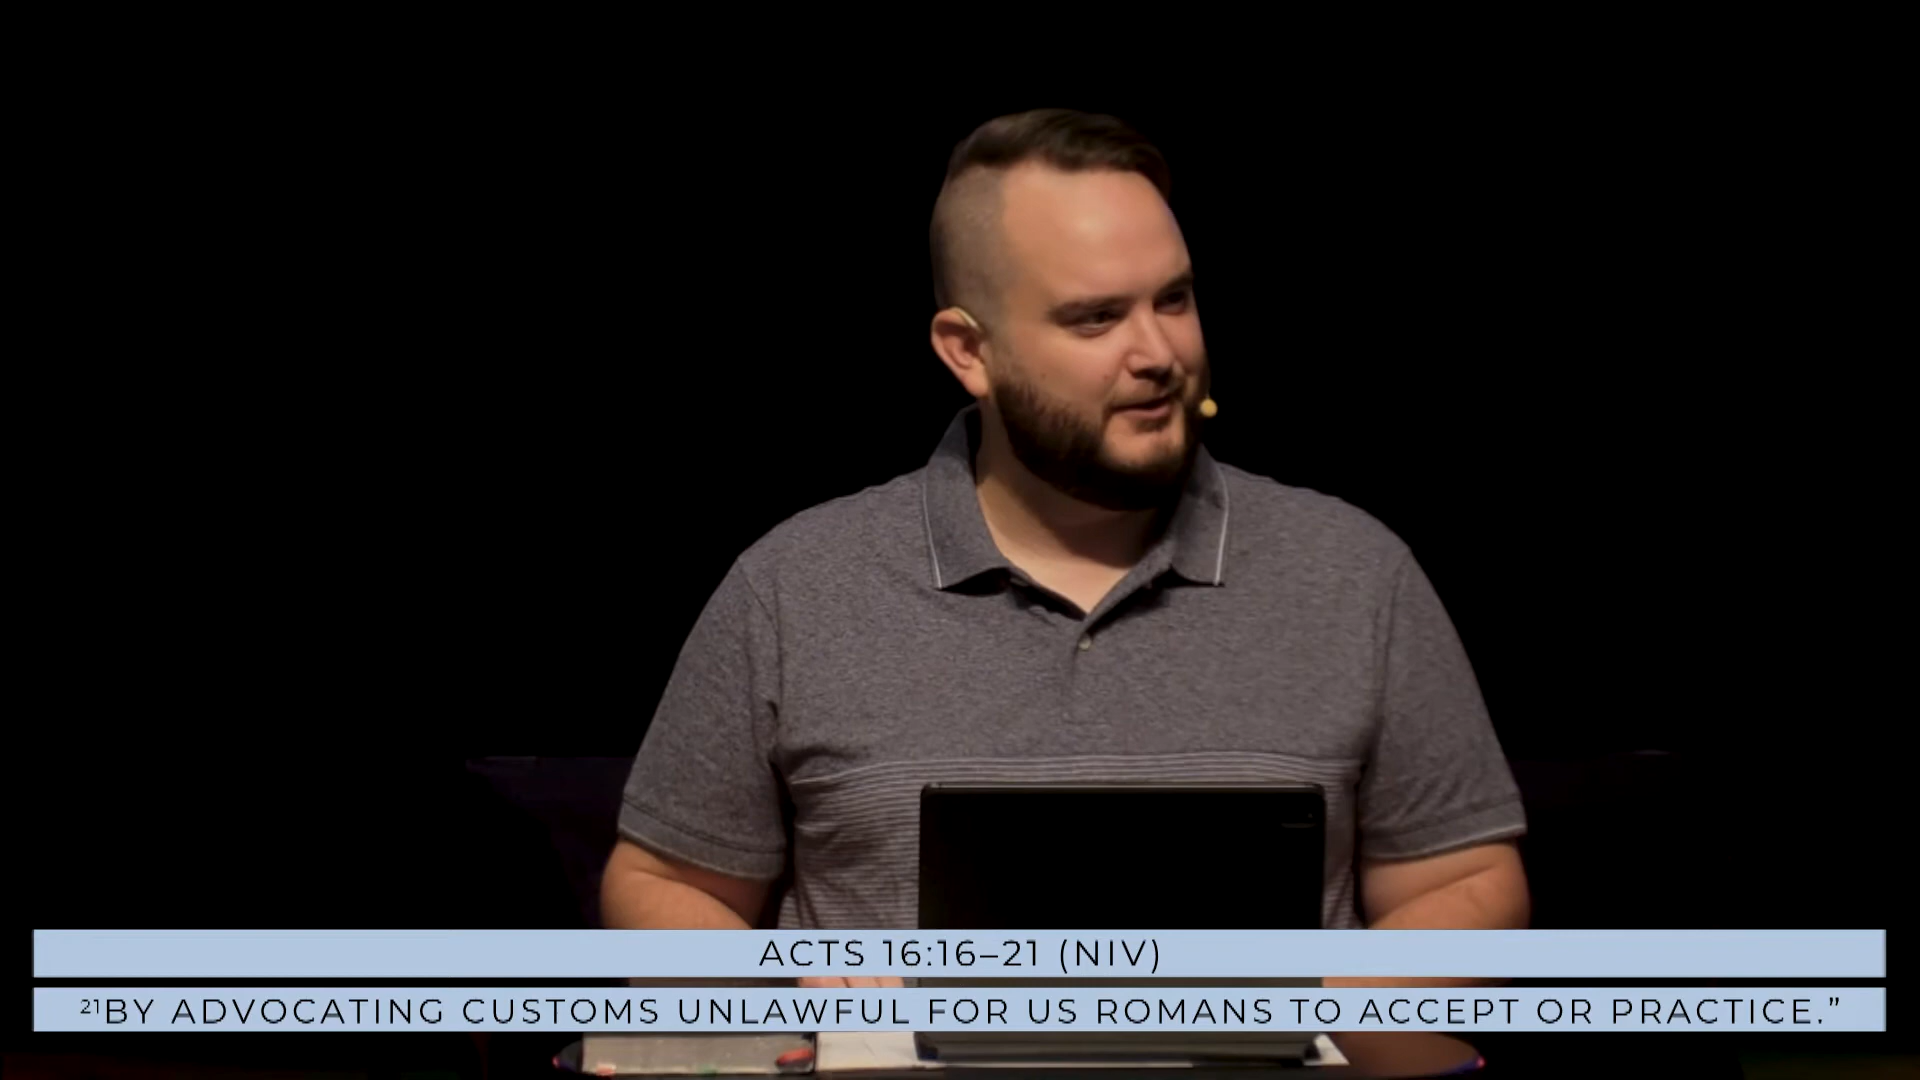 ACTS 16:16–21 (NIV)
²¹BY ADVOCATING CUSTOMS UNLAWFUL FOR US ROMANS TO ACCEPT OR PRACTICE.”